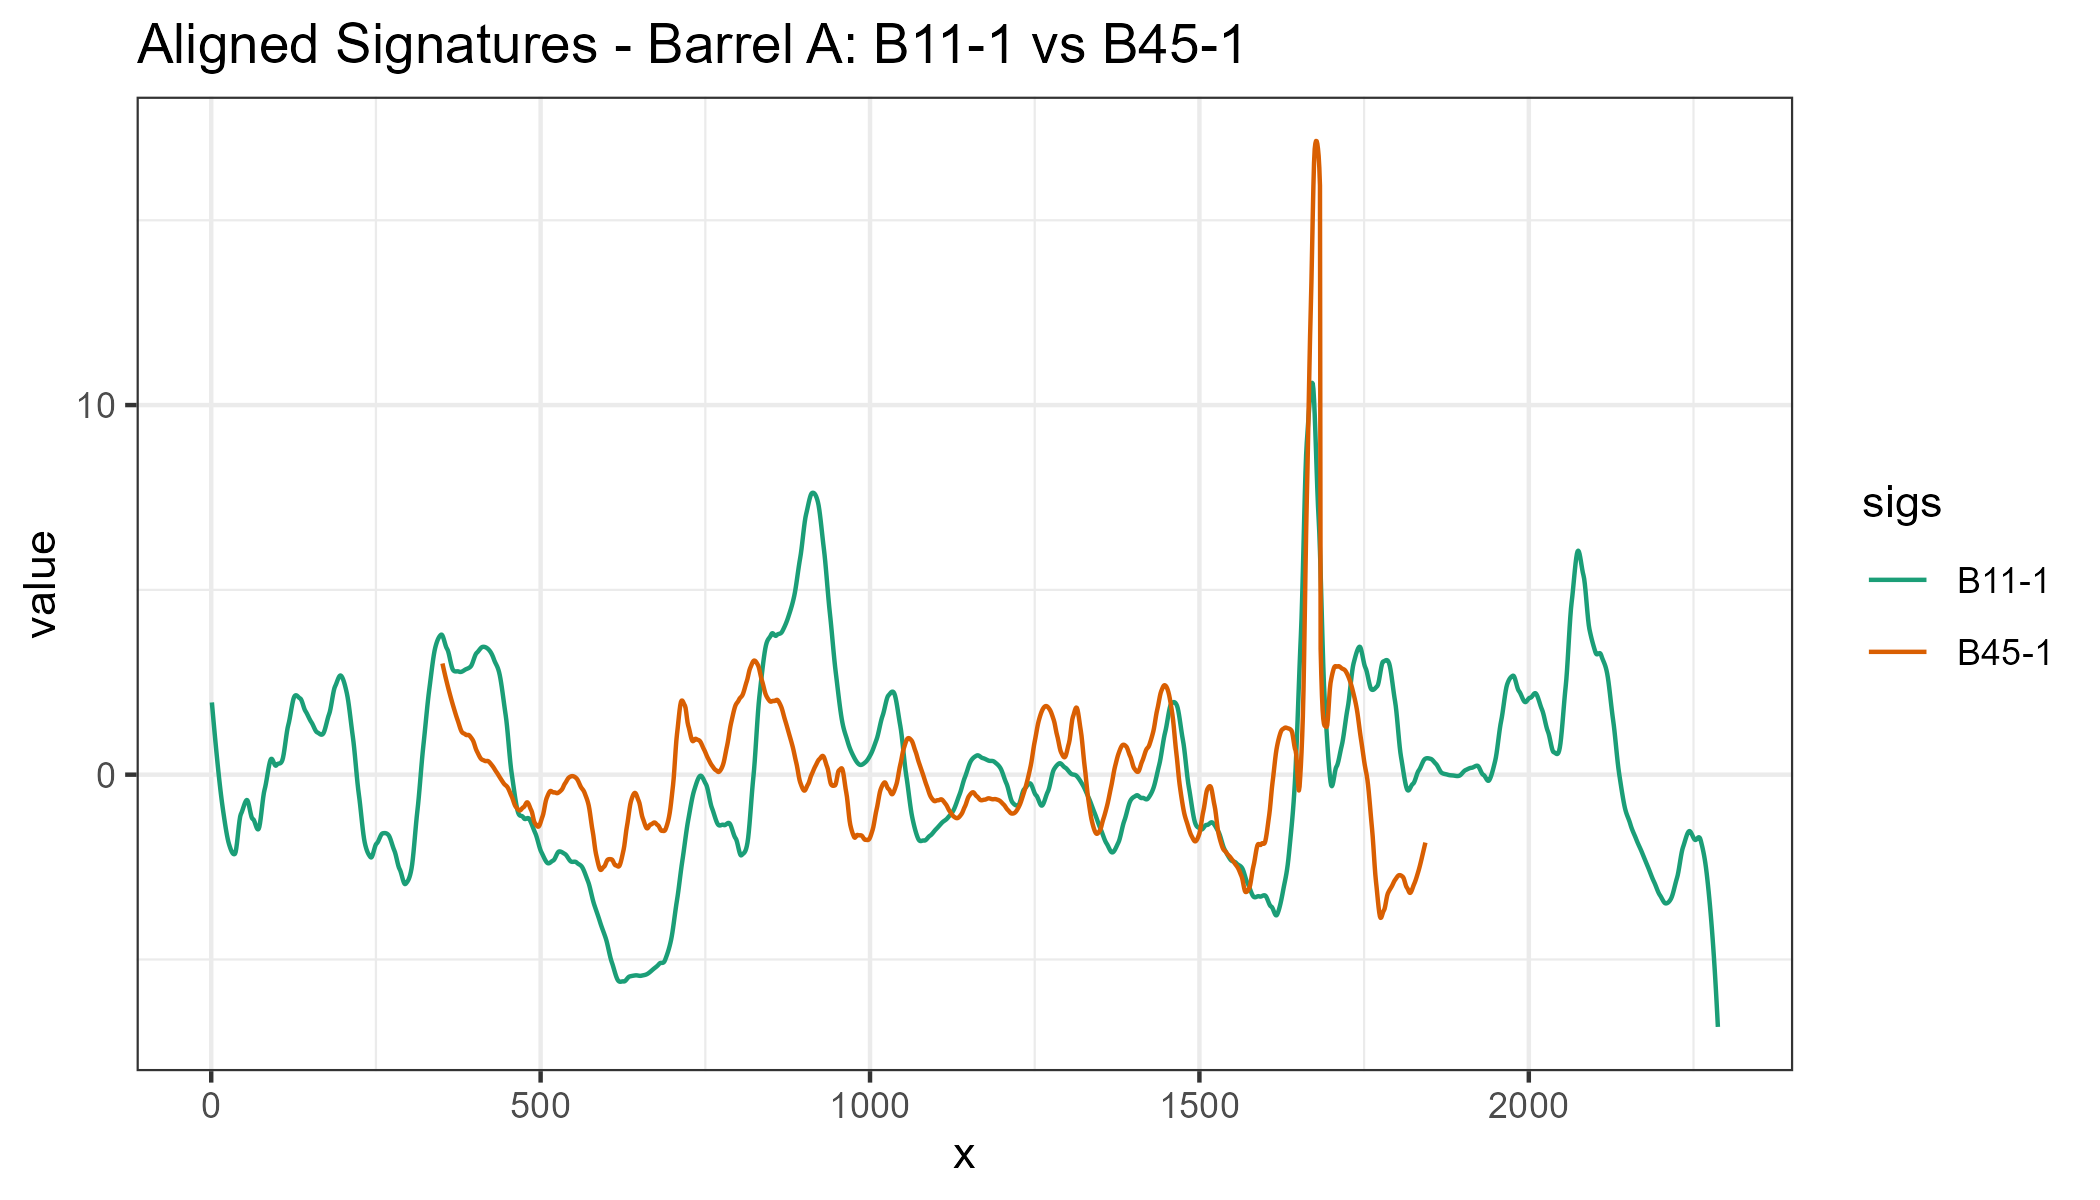 Aligned Signatures - Barrel A: B11-1 vs B45-1
value
10
0
0
500
1000
1500
2000
x
sigs
B11-1
B45-1